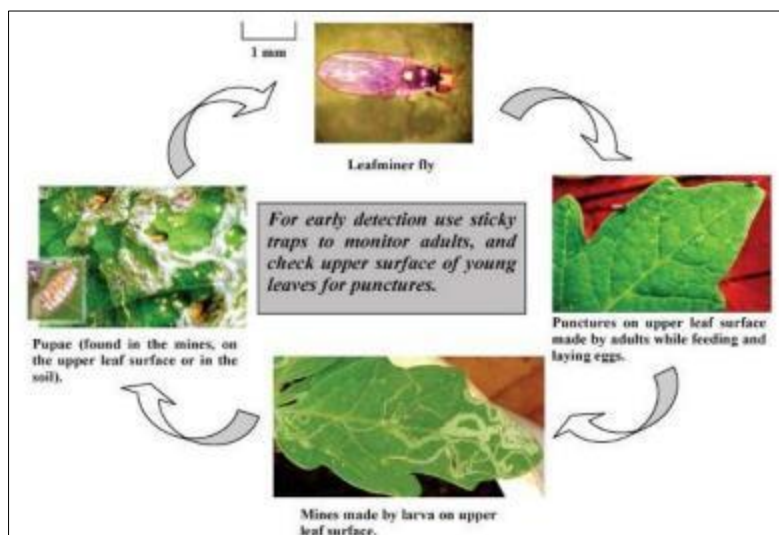 1 mm
Leafminer fly
For early detection use sticky
traps to monitor adults, and
check upper surface of young
leaves for punctures.
Punctures on upper leaf surface
made by adults while feeding and
laying eggs.
Pupae (found in the mines, on
the upper leaf surface or in the
soil).
Mines made by larva on upper
leaf surface.